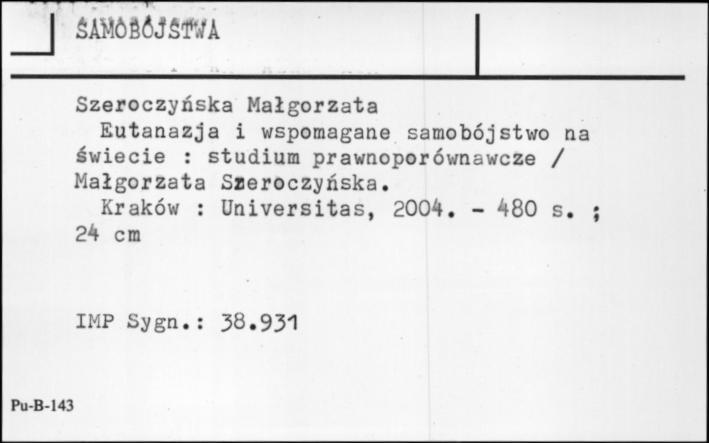 SAMOBÓJSTWA
Szeroczyńska Małgorzata
Eutanazja i wspomagane samobójstwo na
świecie : studium prawnoporównawcze /
Małgorzata Szeroczyńska.
Kraków : Universitas, 2004. - 480 s. ;
24 cm
IMP Sygn.: 38.931
Pu-B-143